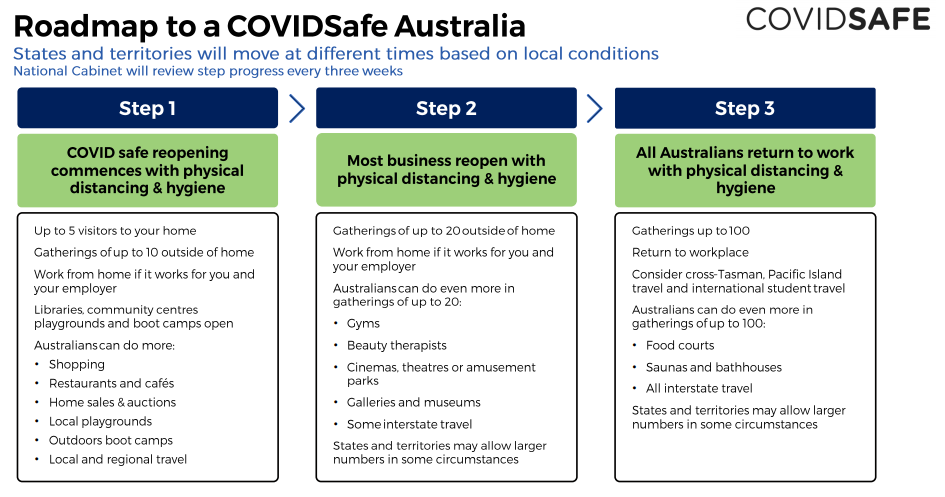 Roadmap to a COVIDSafe Australia
COVIDSAFE
States and territories will move at different times based on local conditions
National Cabinet will review step progress every three weeks
Step 1
COVID safe reopening
commences with physical
distancing & hygiene
Up to 5 visitors to your home
Gatherings of up to 10 outside of home
Work from home if it works for you and
your employer
Libraries, community centres
playgrounds and boot camps open
Australians can do more:
• Shopping
• Restaurants and cafés
• Home sales & auctions
• Local playgrounds
• Outdoors boot camps
• Local and regional travel
Step 2
Most business reopen with
physical distancing & hygiene
Gatherings of up to 20 outside of home
Work from home if it works for you and
your employer
Australians can do even more in
gatherings of up to 20:
• Gyms
• Beauty therapists
• Cinemas, theatres or amusement
parks
• Galleries and museums
• Some interstate travel
States and territories may allow larger
numbers in some circumstances
Step 3
All Australians return to work
with physical distancing &
hygiene
Gatherings up to 100
Return to workplace
Consider cross-Tasman, Pacific Island
travel and international student travel
Australians can do even more in
gatherings of up to 100:
• Food courts
• Saunas and bathhouses
• All interstate travel
States and territories may allow larger
numbers in some circumstances